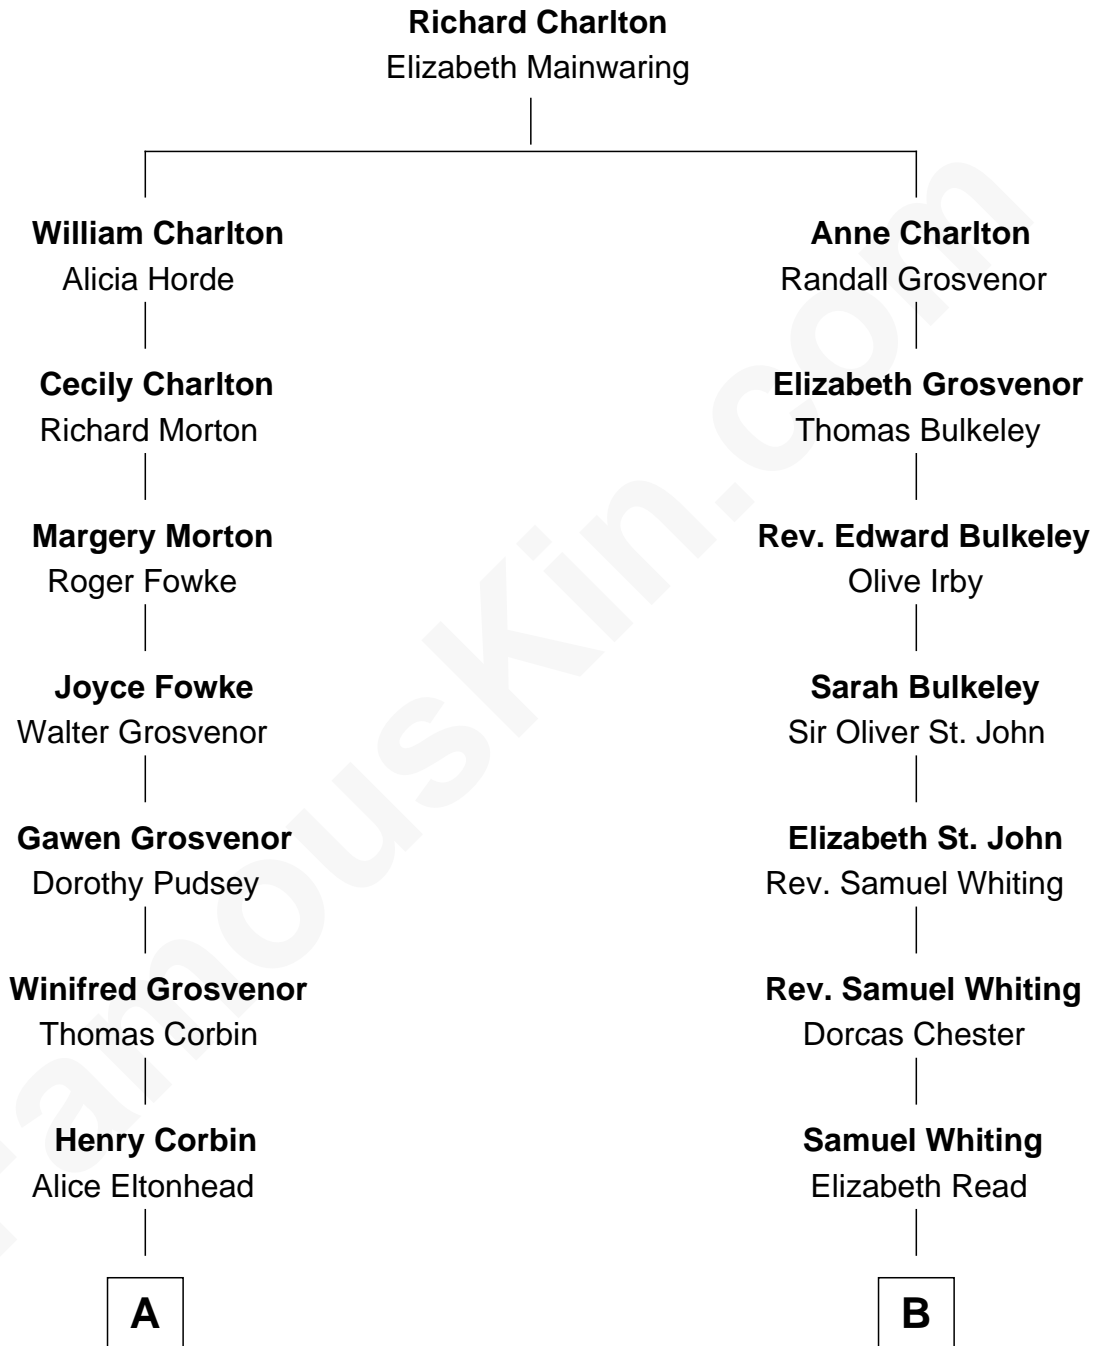 Richard Charlton
Elizabeth Mainwaring
William Charlton
Alicia Horde
Cecily Charlton
Richard Morton
Margery Morton
Roger Fowke
Joyce Fowke
Walter Grosvenor
Gawen Grosvenor
Dorothy Pudsey
Winifred Grosvenor
Thomas Corbin
Henry Corbin
Alice Eltonhead
A
Anne Charlton
Randall Grosvenor
Elizabeth Grosvenor
Thomas Bulkeley
Rev. Edward Bulkeley
Olive Irby
Sarah Bulkeley
Sir Oliver St. John
Elizabeth St. John
Rev. Samuel Whiting
Rev. Samuel Whiting
Dorcas Chester
Samuel Whiting
Elizabeth Read
B
FamousKin.com